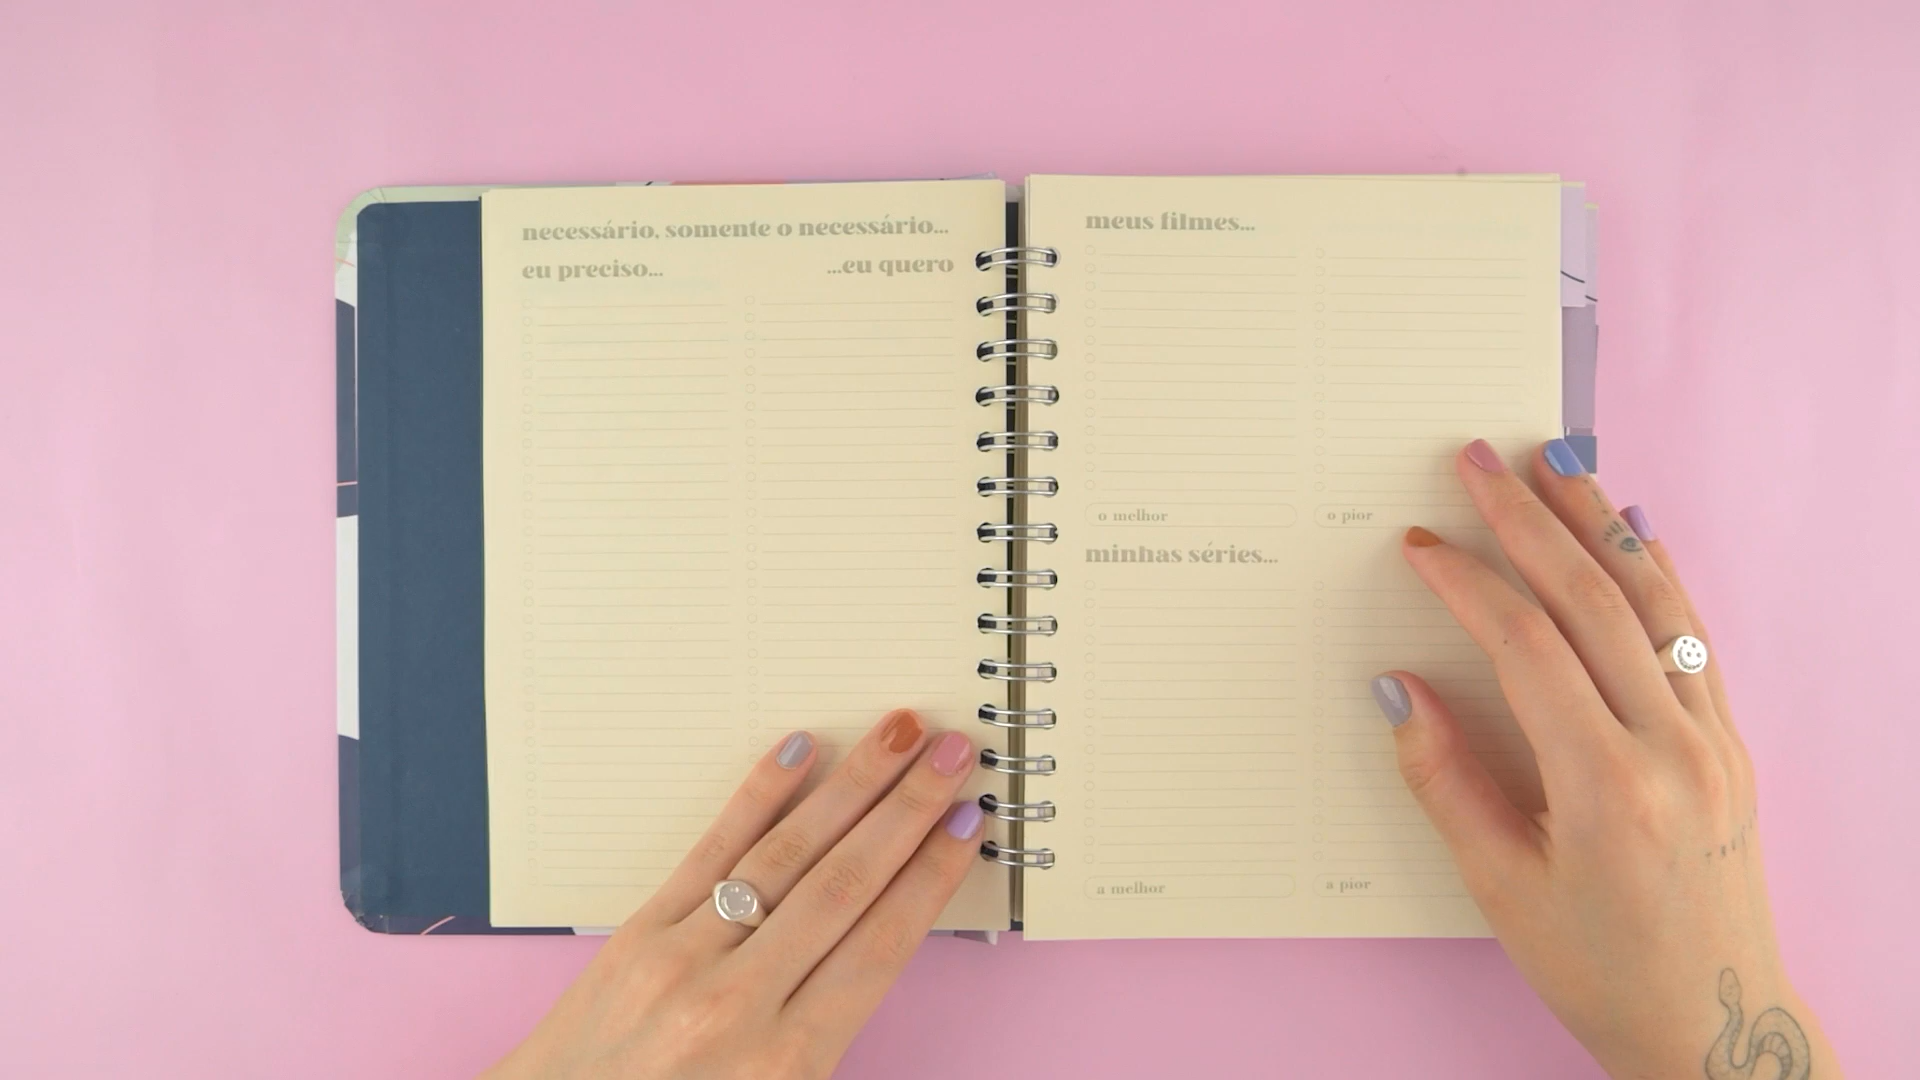 necessário, somente o necessário...
eu preciso...
...eu quero
meus filmes...
o melhor
o pior
minhas séries...
a melhor
a pior